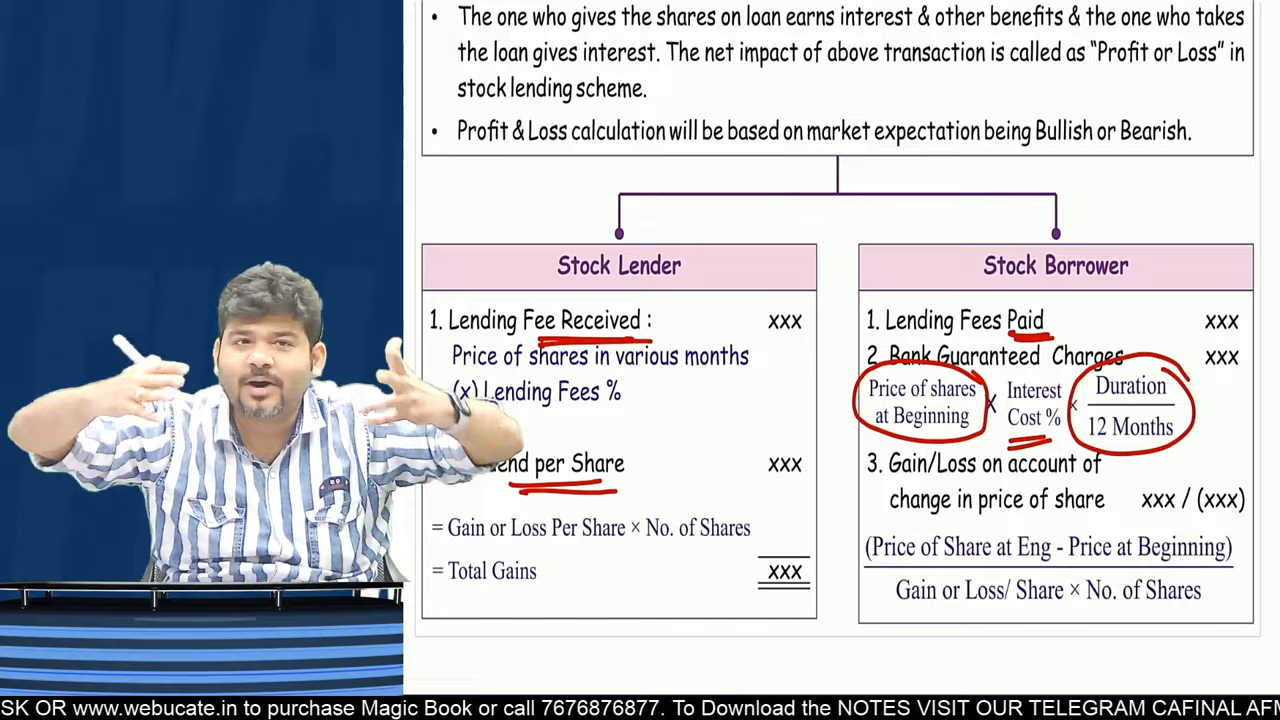 • The one who gives the shares on loan earns interest & other benefits & the one who takes
the loan gives interest. The net impact of above transaction is called as “Profit or Loss” in
stock lending scheme.
• Profit & Loss calculation will be based on market expectation being Bullish or Bearish.
Stock Lender
1. Lending Fee Received : xxx
Price of shares in various months
(x) Lending Fees %
per Share xxx
= Gain or Loss Per Share × No. of Shares
= Total Gains xxx
Stock Borrower
1. Lending Fees Paid xxx
2. Bank Guaranteed Charges xxx
Price of shares
at Beginning
×
Interest
Cost %
×
Duration
12 Months
3. Gain/Loss on account of
change in price of share xxx / (xxx)
(Price of Share at Eng - Price at Beginning)
Gain or Loss/ Share × No. of Shares
SK OR www.webucate.in to purchase Magic Book or call 7676876877. To Download the NOTES VISIT OUR TELEGRAM CAFINAL AFM